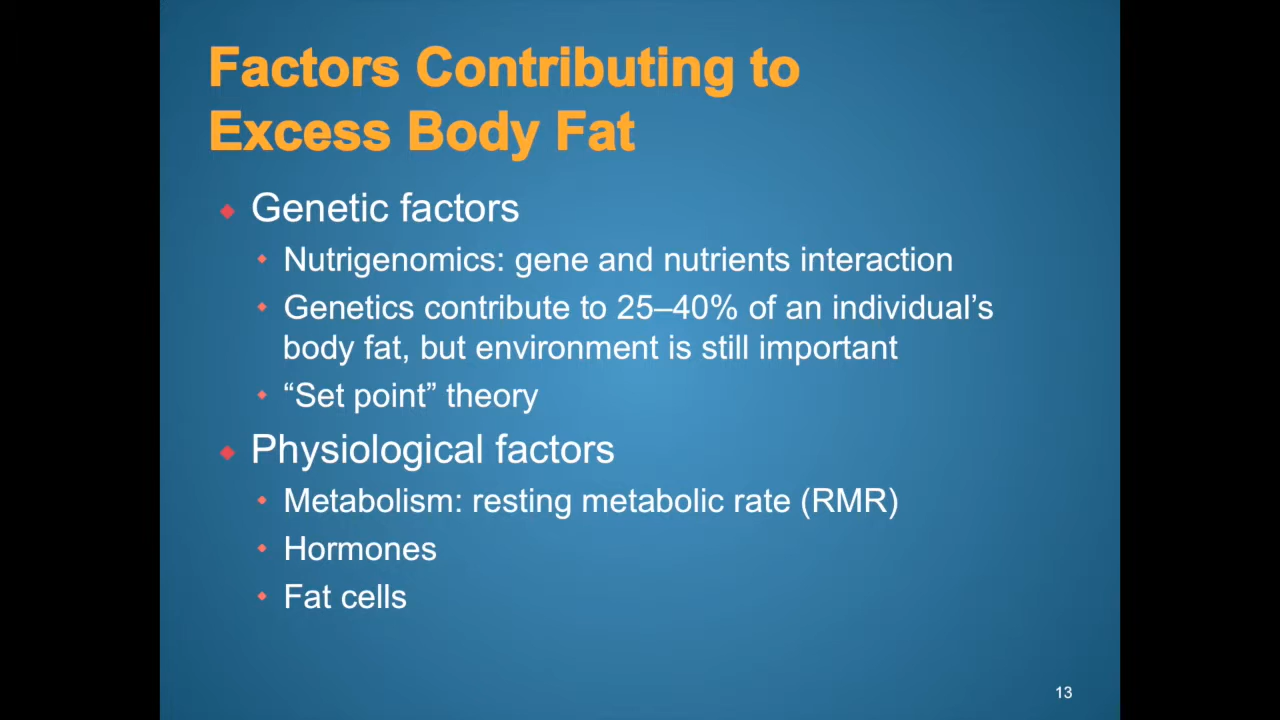 Factors Contributing to
Excess Body Fat
Genetic factors
Nutrigenomics: gene and nutrients interaction
Genetics contribute to 25–40% of an individual’s
body fat, but environment is still important
“Set point” theory
Physiological factors
Metabolism: resting metabolic rate (RMR)
Hormones
Fat cells
13